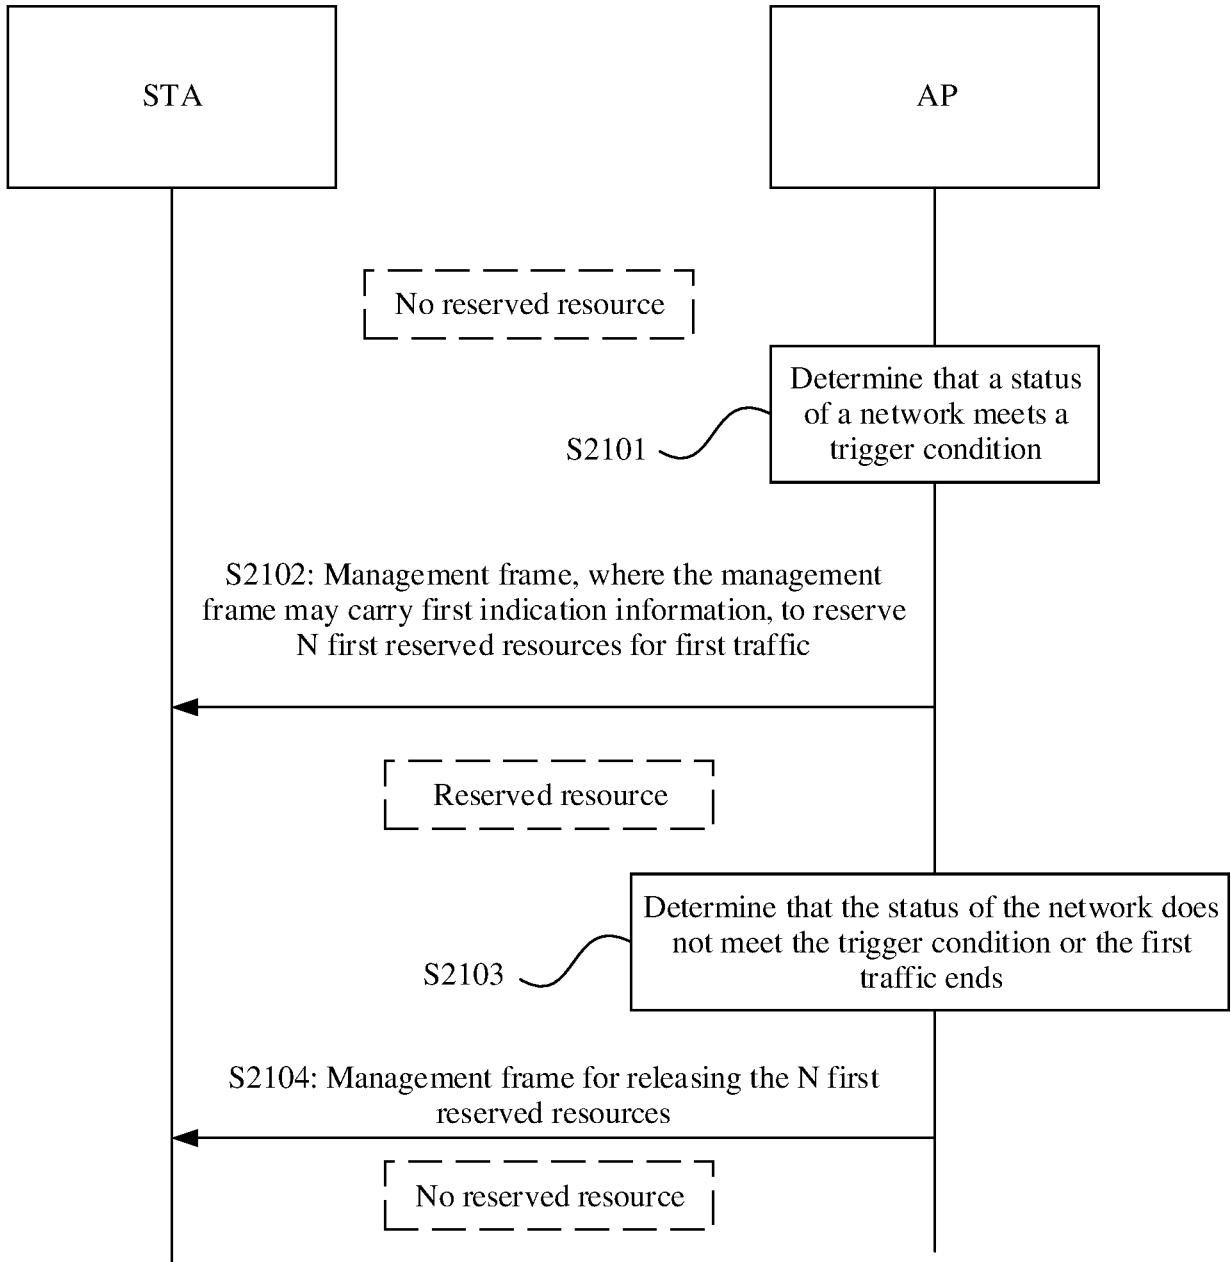 STA
AP
No reserved resource
Determine that a status
of a network meets a
trigger condition
S2101
S2102: Management frame, where the management
frame may carry first indication information, to reserve
N first reserved resources for first traffic
Reserved resource
Determine that the status of the network does
not meet the trigger condition or the first
traffic ends
S2103
S2104: Management frame for releasing the N first
reserved resources
No reserved resource